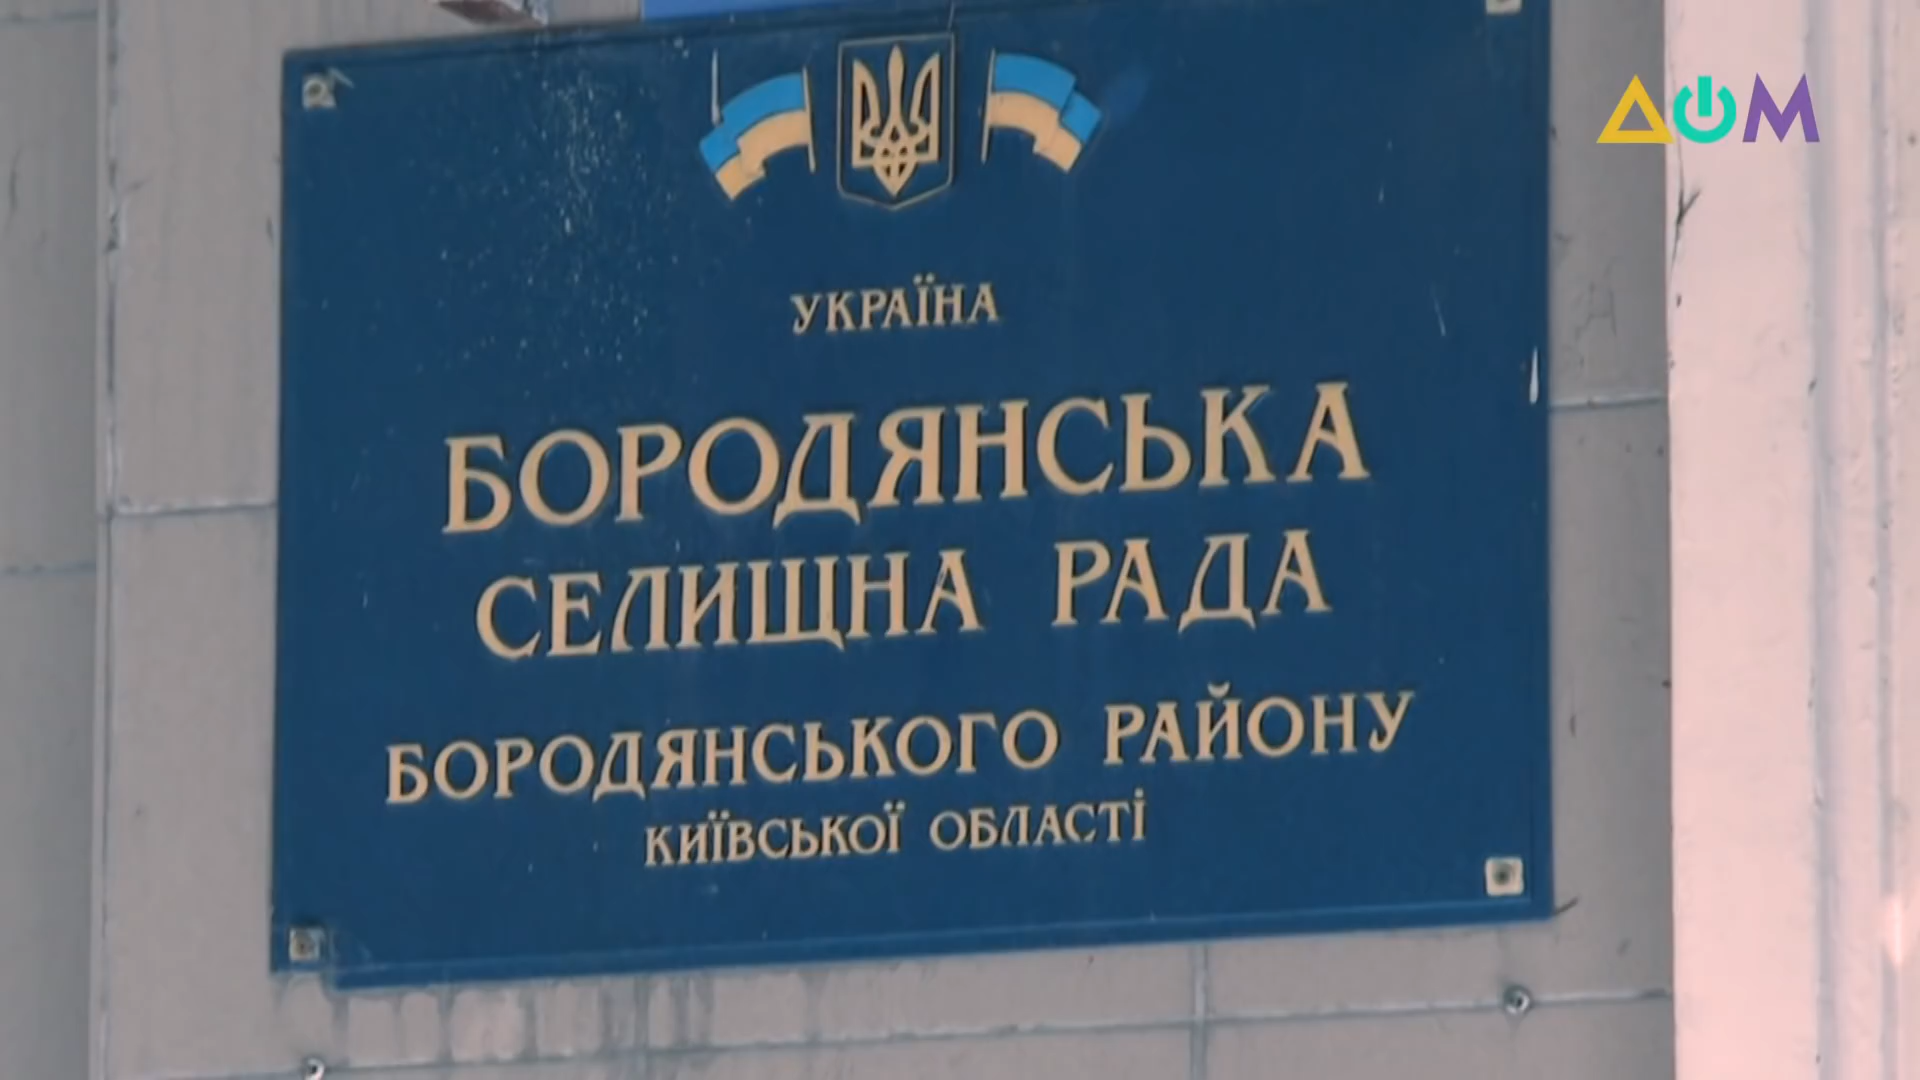 ДОМ
УКРАЇНА
БОРОДЯНСЬКА
СЕЛИЩНА РАДА
БОРОДЯНСЬКОГО РАЙОНУ
КИЇВСЬКОЇ ОБЛАСТІ